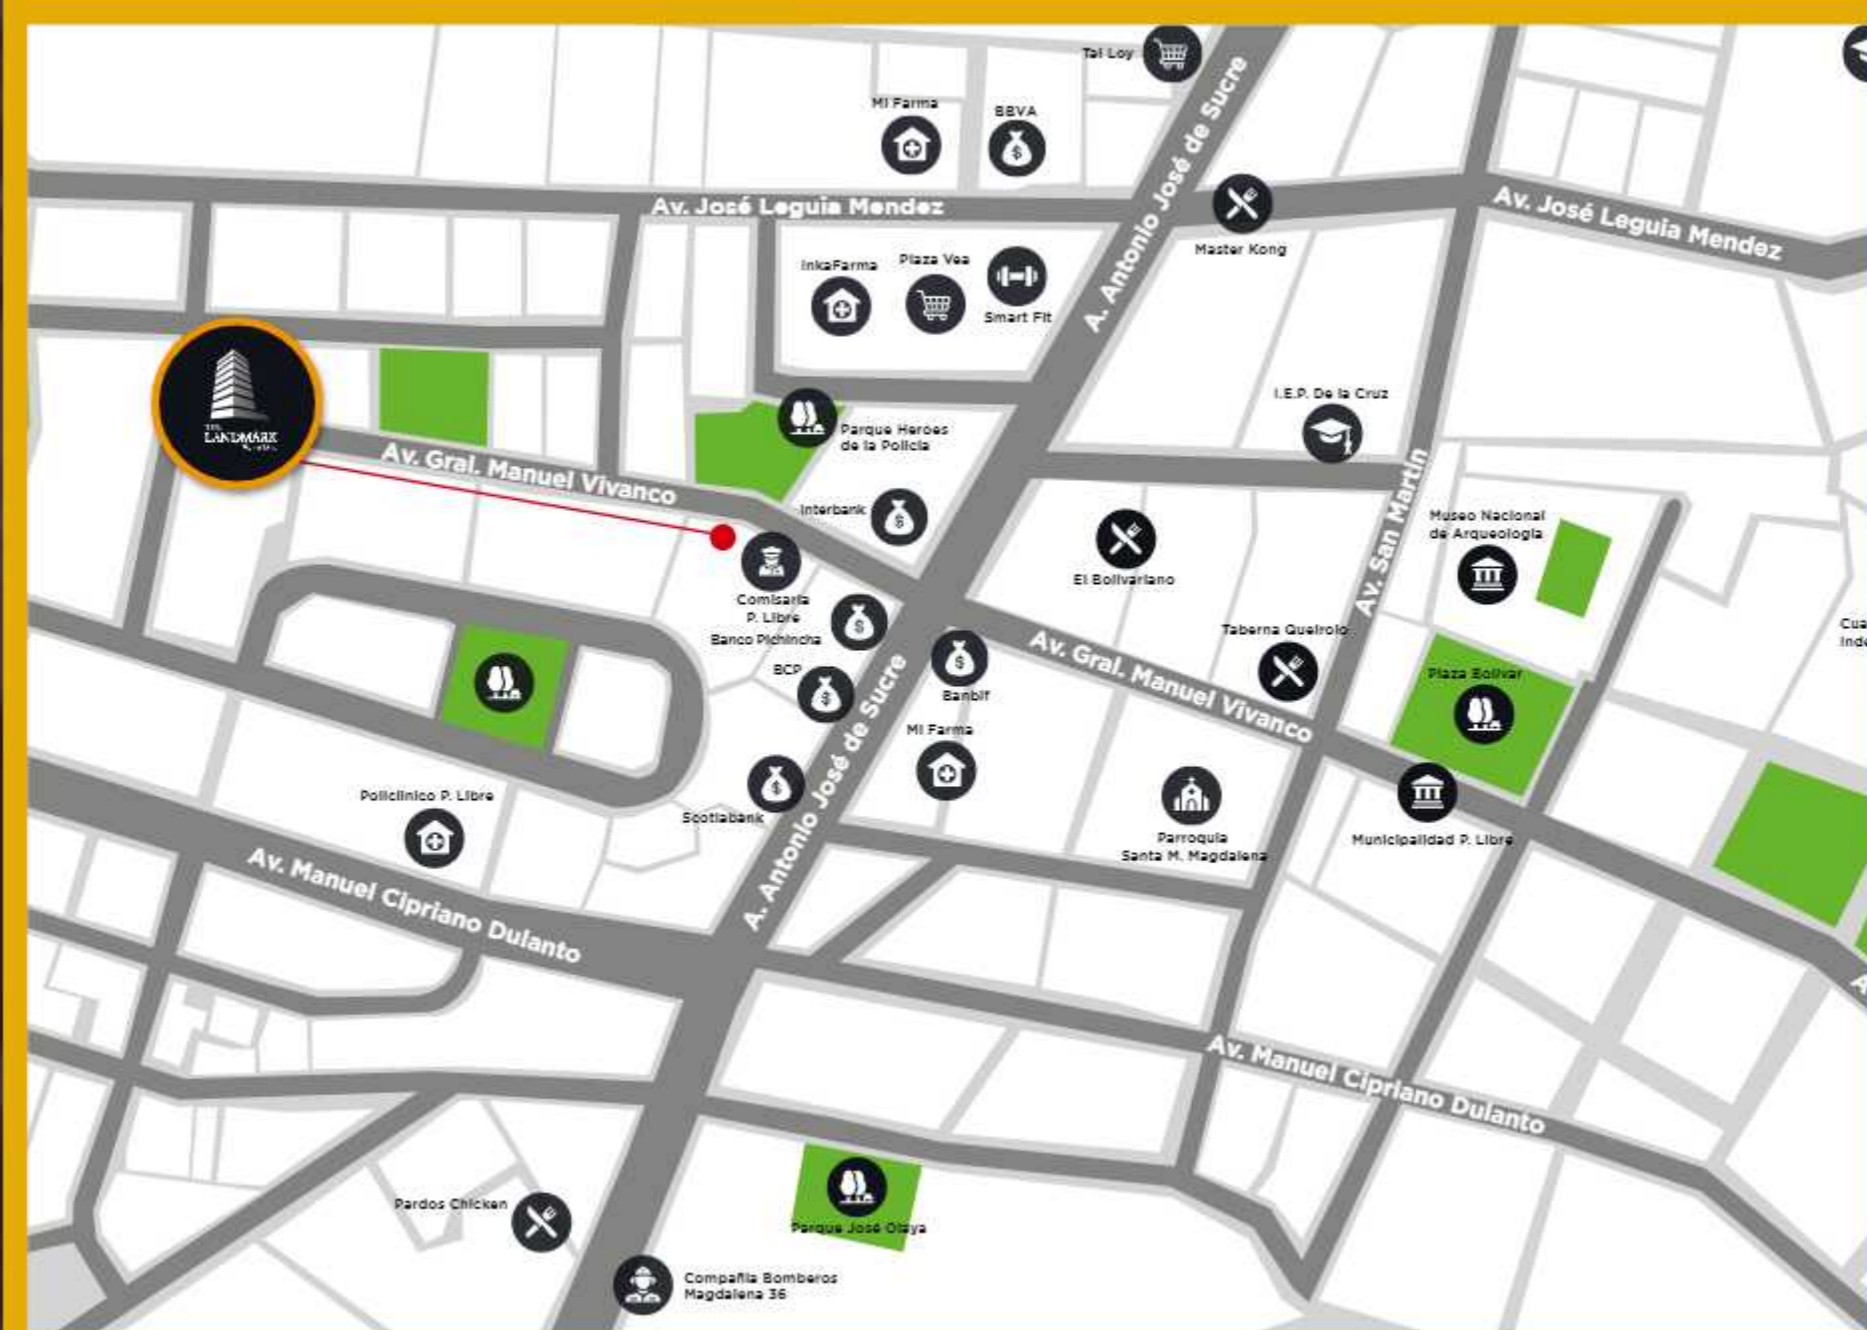 Tai Loy
Mi Farma
BBVA
A. Antonio José de Sucre
Av. José Leguia Mendez
Av. José Leguia Mendez
Master Kong
InkaFarma
Plaza Vea
Smart Fit
I.E.P. De la Cruz
LANDMARK
Parque Heroes
de la Policia
Av. Gral. Manuel Vivanco
Interbank
Av. San Martín
Museo Nacional
de Arqueologia
El Bolivariano
Comisaria
P. Libre
Banco Pichincha
BCP
Taberna Queirolo
Cua
Inde
Av. Gral. Manuel Vivanco
Plaza Bolivar
Banbif
Mi Farma
A. Antonio José de Sucre
Policlinico P. Libre
Scotiabank
Parroquia
Santa M. Magdalena
Municipalidad P. Libre
Av. Manuel Cipriano Dulanto
Av. Manuel Cipriano Dulanto
Pardos Chicken
Parque José Olaya
Compañia Bomberos
Magdalena 36